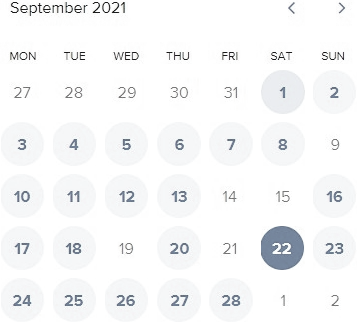 September 2021
MON TUE WED THU FRI SAT SUN
27 28 29 30 31 1 2
3 4 5 6 7 8 9
10 11 12 13 14 15 16
17 18 19 20 21 22 23
24 25 26 27 28 1 2